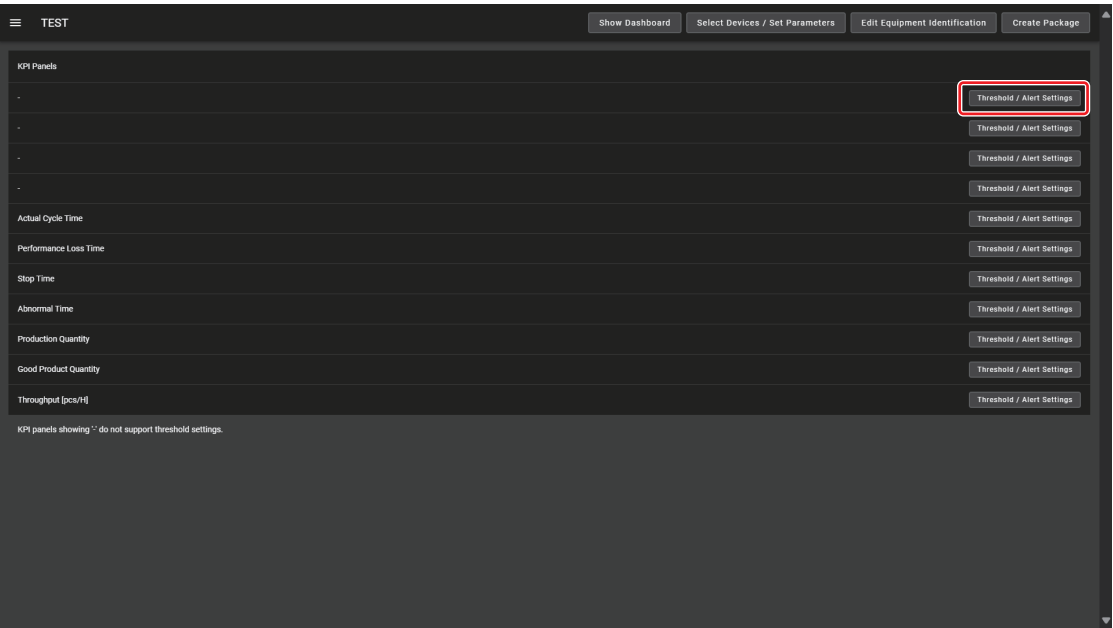 TEST
Show Dashboard
Select Devices / Set Parameters
Edit Equipment Identification
Create Package
KPI Panels
- Threshold / Alert Settings
- Threshold / Alert Settings
- Threshold / Alert Settings
- Threshold / Alert Settings
Actual Cycle Time Threshold / Alert Settings
Performance Loss Time Threshold / Alert Settings
Stop Time Threshold / Alert Settings
Abnormal Time Threshold / Alert Settings
Production Quantity Threshold / Alert Settings
Good Product Quantity Threshold / Alert Settings
Throughput [pcs/H] Threshold / Alert Settings
KPI panels showing '-' do not support threshold settings.